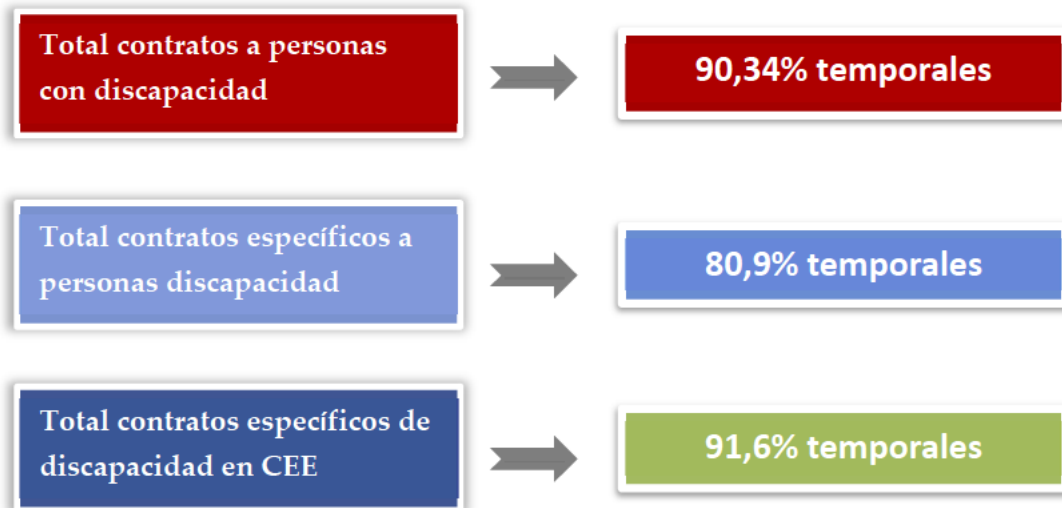 Total contratos a personas
con discapacidad
90,34% temporales
Total contratos específicos a
personas discapacidad
80,9% temporales
Total contratos específicos de
discapacidad en CEE
91,6% temporales